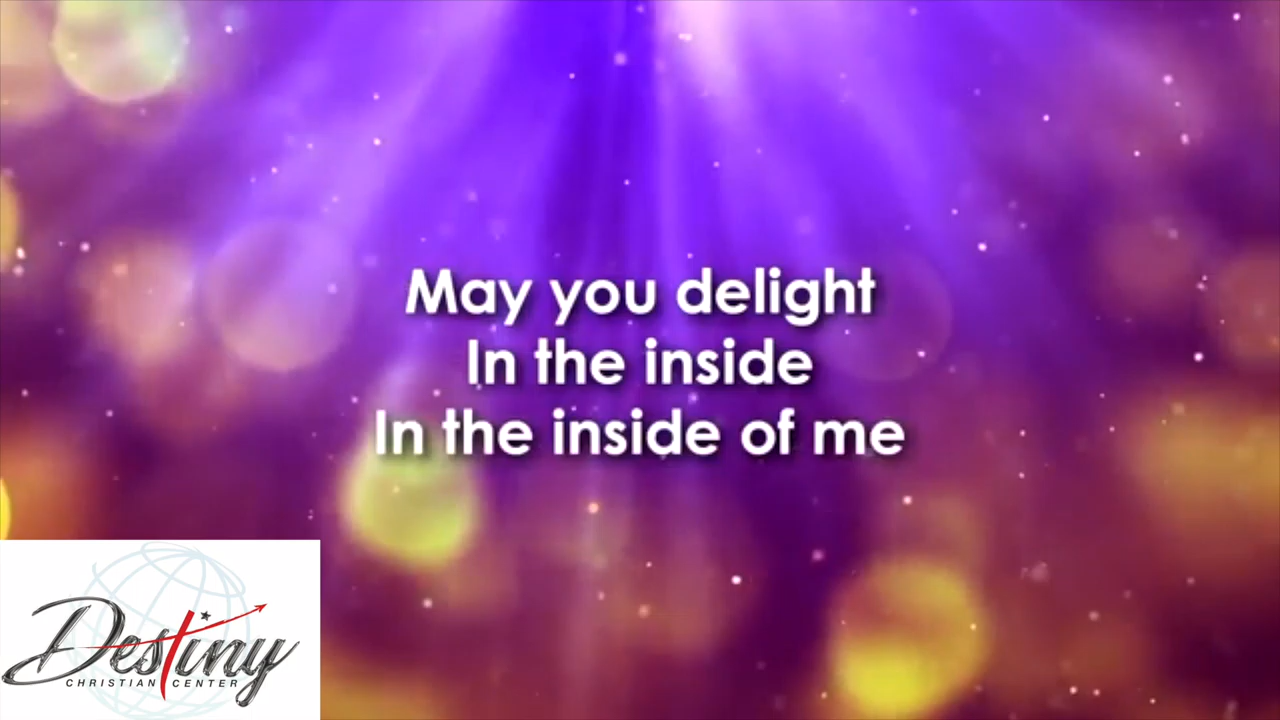 May you delight
In the inside
In the inside of me
Destiny
CHRISTIAN CENTER